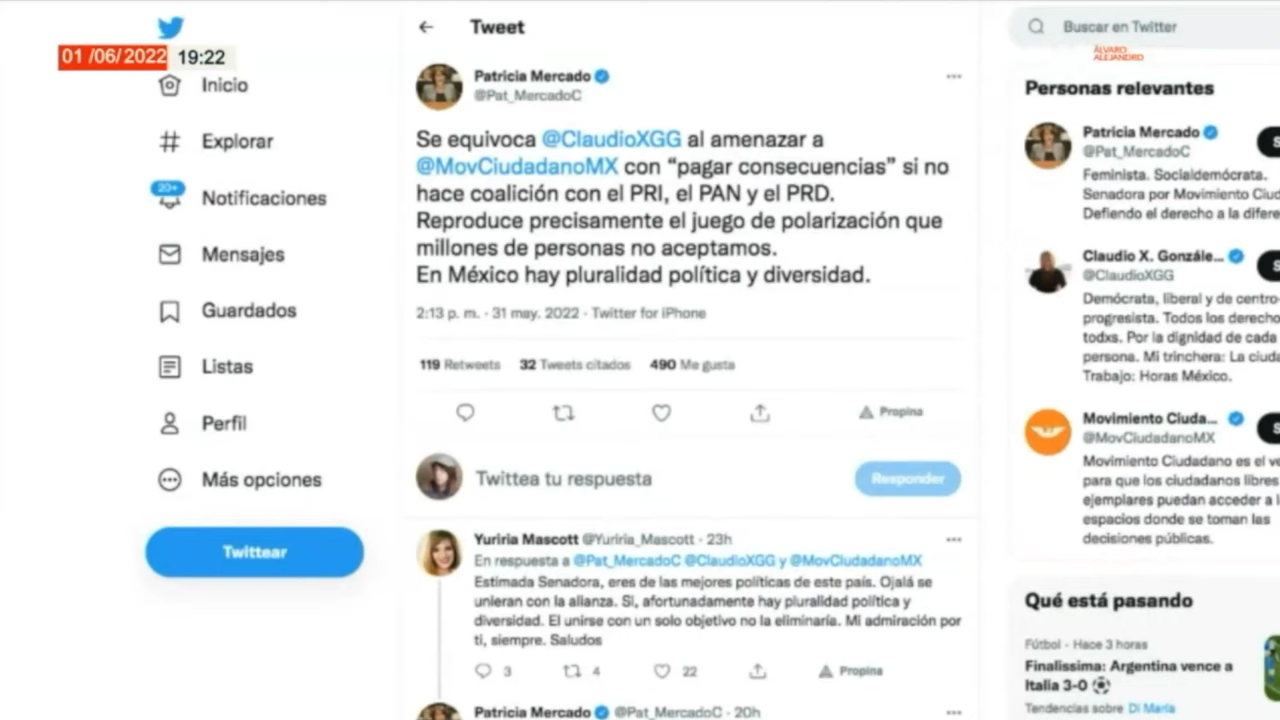 01 /06/ 2022 19:22
Inicio
Explorar
20+
Notificaciones
Mensajes
Guardados
Listas
Perfil
Más opciones
Twittear
Tweet
Patricia Mercado
@Pat_MercadoC
Se equivoca @ClaudioXGG al amenazar a
@MovCiudadanoMX con “pagar consecuencias” si no
hace coalición con el PRI, el PAN y el PRD.
Reproduce precisamente el juego de polarización que
millones de personas no aceptamos.
En México hay pluralidad política y diversidad.
2:13 p. m. · 31 may. 2022 · Twitter for iPhone
119 Retweets 32 Tweets citados 490 Me gusta
Propina
Twittea tu respuesta
Responder
Yuriria Mascott @Yuriria_Mascott · 23h
En respuesta a @Pat_MercadoC @ClaudioXGG y @MovCiudadanoMX
Estimada Senadora, eres de las mejores políticas de este país. Ojalá se
unieran con la alianza. Si, afortunadamente hay pluralidad política y
diversidad. El unirse con un solo objetivo no la eliminaría. Mi admiración por
ti, siempre. Saludos
3 4 22 Propina
Patricia Mercado @Pat_MercadoC · 20h
Buscar en Twitter
ÁLVARO
ALEJANDRO
Personas relevantes
Patricia Mercado
@Pat_MercadoC
S
Feminista. Socialdemócrata.
Senadora por Movimiento Ciud
Defiendo el derecho a la difere
Claudio X. Gonzále...
@ClaudioXGG
S
Demócrata, liberal y de centro-
progresista. Todos los derecho
todxs. Por la dignidad de cada
persona. Mi trinchera: La ciuda
Trabajo: Horas México.
Movimiento Ciuda...
@MovCiudadanoMX
S
Movimiento Ciudadano es el ve
para que los ciudadanos libres
ejemplares puedan acceder a l
espacios donde se toman las
decisiones públicas.
Qué está pasando
Fútbol · Hace 3 horas
Finalissima: Argentina vence a
Italia 3-0
Tendencias sobre Di María